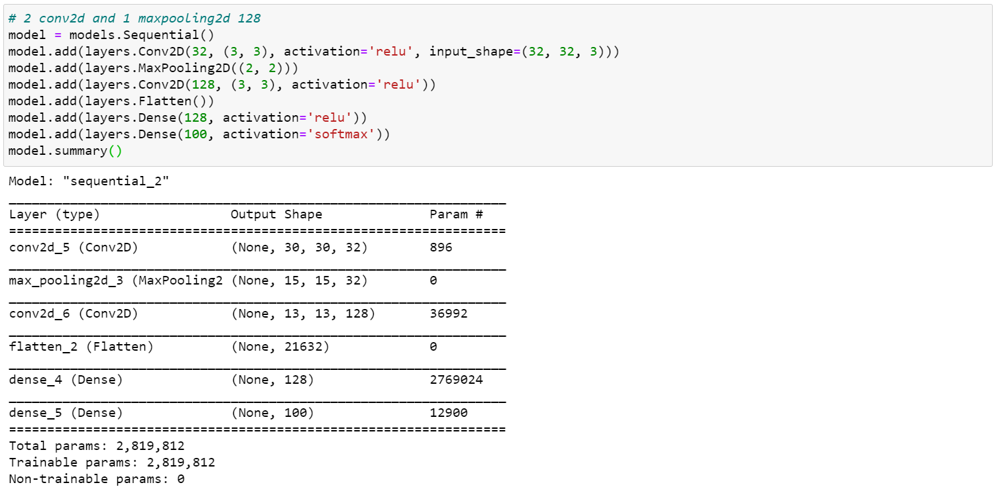 # 2 conv2d and 1 maxpooling2d 128
model = models.Sequential()
model.add(layers.Conv2D(32, (3, 3), activation='relu', input_shape=(32, 32, 3)))
model.add(layers.MaxPooling2D((2, 2)))
model.add(layers.Conv2D(128, (3, 3), activation='relu'))
model.add(layers.Flatten())
model.add(layers.Dense(128, activation='relu'))
model.add(layers.Dense(100, activation='softmax'))
model.summary()
Model: "sequential_2"
_________________________________________________________________
Layer (type)                 Output Shape              Param #
=================================================================
conv2d_5 (Conv2D)            (None, 30, 30, 32)        896
_________________________________________________________________
max_pooling2d_3 (MaxPooling2 (None, 15, 15, 32)        0
_________________________________________________________________
conv2d_6 (Conv2D)            (None, 13, 13, 128)       36992
_________________________________________________________________
flatten_2 (Flatten)          (None, 21632)             0
_________________________________________________________________
dense_4 (Dense)              (None, 128)               2769024
_________________________________________________________________
dense_5 (Dense)              (None, 100)               12900
=================================================================
Total params: 2,819,812
Trainable params: 2,819,812
Non-trainable params: 0